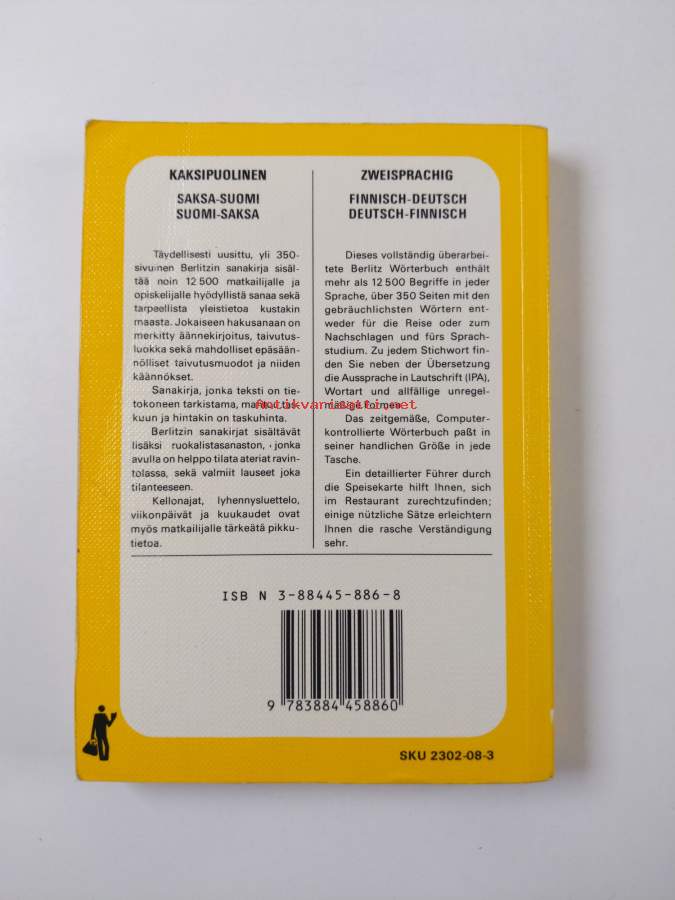 KAKSIPUOLINEN
SAKSA-SUOMI
SUOMI-SAKSA
Täydellisesti uusittu, yli 350-
sivuinen Berlitzin sanakirja sisäl-
tää noin 12 500 matkailijalle ja
opiskelijalle hyödyllistä sanaa sekä
tarpeellista yleistietoa kustakin
maasta. Jokaiseen hakusanaan on
merkitty äännekirjoitus, taivutus-
luokka sekä mahdolliset epäsään-
nölliset taivutusmuodot ja niiden
käännökset.
Sanakirja, jonka teksti on tie-
tokoneen tarkistama, mahtuu tas-
kuun ja hintakin on taskuhinta.
Berlitzin sanakirjat sisältävät
lisäksi ruokalistasanaston, jonka
avulla on helppo tilata ateriat ravin-
tolassa, sekä valmiit lauseet joka
tilanteeseen.
Kellonajat, lyhennysluettelo,
viikonpäivät ja kuukaudet ovat
myös matkailijalle tärkeätä pikku-
tietoa.
ZWEISPRACHIG
FINNISCH-DEUTSCH
DEUTSCH-FINNISCH
Dieses vollständig überarbei-
tete Berlitz Wörterbuch enthält
mehr als 12 500 Begriffe in jeder
Sprache, über 350 Seiten mit den
gebräuchlichsten Wörtern ent-
weder für die Reise oder zum
Nachschlagen und fürs Sprach-
studium. Zu jedem Stichwort fin-
den Sie neben der Übersetzung
die Aussprache in Lautschrift (IPA),
Wortart und allfällige unregel-
mäßige Formen.
Das zeitgemäße, Computer-
kontrollierte Wörterbuch paßt in
seiner handlichen Größe in jede
Tasche.
Ein detaillierter Führer durch
die Speisekarte hilft Ihnen, sich
im Restaurant zurechtzufinden;
einige nützliche Sätze erleichtern
Ihnen die rasche Verständigung
sehr.
Antikvariaatti.net
ISBN 3-88445-886-8
9 783884 458860
SKU 2302-08-3